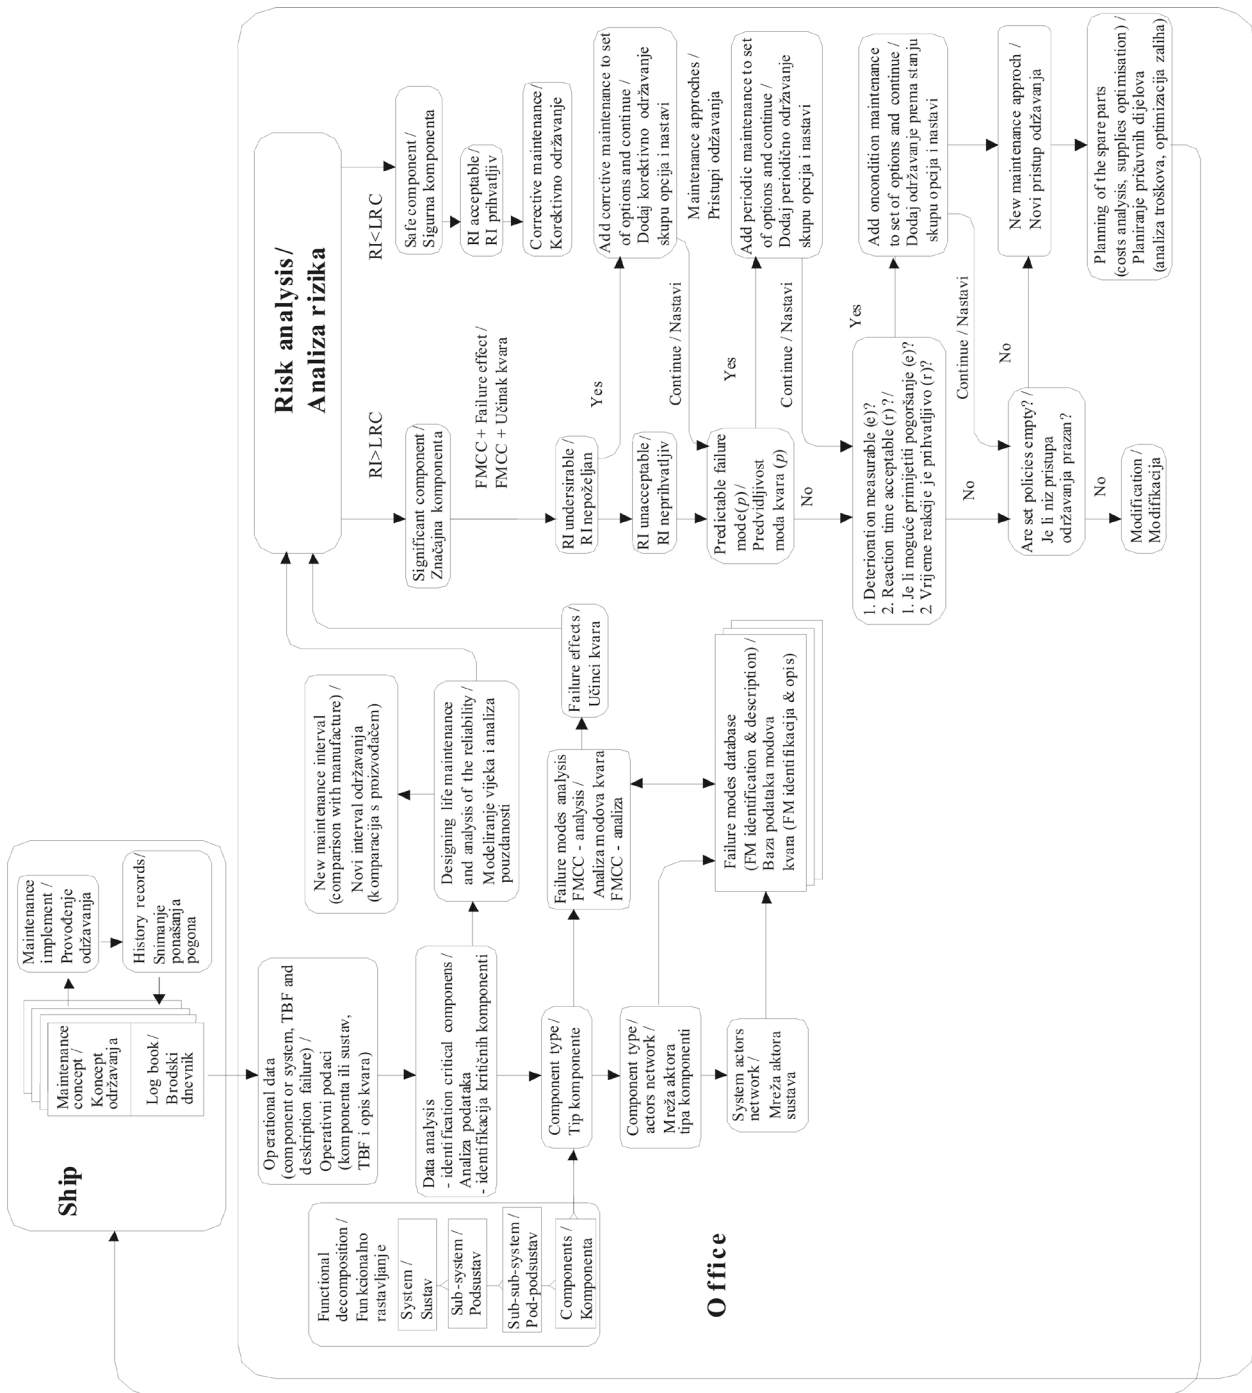 Ship
Maintenance
concept /
Koncept
održavanja
Log book /
Brodski
dnevnik
Maintenance
implement /
Provođenje
održavanja
History records/
Snimanje
ponašanja
pogona
Office
Functional
decomposition /
Funkcionalno
rastavljanje
System /
Sustav
Sub-system /
Podsustav
Sub-sub-system /
Pod-podsustav
Components /
Komponenta
Operational data
(component or system, TBF and
deskription failure) /
Operativni podaci
(komponenta ili sustav,
TBF i opis kvara)
Data analysis
- identification critical componens /
Analiza podataka
- identifikacija kritičnih komponenti
Component type /
Tip komponente
Component type /
actors network /
Mreža aktora
tipa komponenti
System actors
network /
Mreža aktora
sustava
New maintenance interval
(comparison with manufacture) /
Novi interval održavanja
(komparacija s proizvođačem)
Designing life maintenance
and analysis of the reliability /
Modeliranje vijeka i analiza
pouzdanosti
Failure modes analysis
FMCC - analysis /
Analiza modova kvara
FMCC - analiza
Failure effects /
Učinci kvara
Failure modes database
(FM identification & description) /
Baza podataka modova
kvara (FM identifikacija & opis)
Risk analysis/
Analiza rizika
RI>LRC
RI<LRC
Significant component /
Značajna komponenta
FMCC + Failure effect /
FMCC + Učinak kvara
Safe component /
Sigurna komponenta
RI acceptable /
RI prihvatljiv
Corrective maintenance /
Korektivno održavanje
RI undersirable /
RI nepoželjan
Yes
Add corrctive maintenance to set
of options and continue /
Dodaj korektivno održavanje
skupu opcija i nastavi
RI unacceptable /
RI neprihvatljiv
Continue / Nastavi
Maintenance approches /
Pristupi održavanja
Predictable failure
mode (p) /
Predvidljivost
moda kvara (p)
Yes
Add periodic maintenance to set
of options and continue /
Dodaj periodično održavanje
skupu opcija i nastavi
No
Continue / Nastavi
1. Deterioration measurable (e)?
2. Reaction time acceptable (r) ? /
1. Je li moguće primijetiti pogoršanje (e)?
2. Vrijeme reakcije je prihvatljivo (r)?
Yes
Add oncondition maintenance
to set of options and continue /
Dodaj održavanje prema stanju
skupu opcija i nastavi
No
Continue / Nastavi
Are set policies empty? /
Je li niz pristupa
održavanja prazan?
No
New maintenance approch /
Novi pristup održavanja
No
Modification /
Modifikacija
Planning of the spare parts
(costs analysis, supplies optimisation) /
Planiranje pričuvnih dijelova
(analiza troškova, optimizacija zaliha)